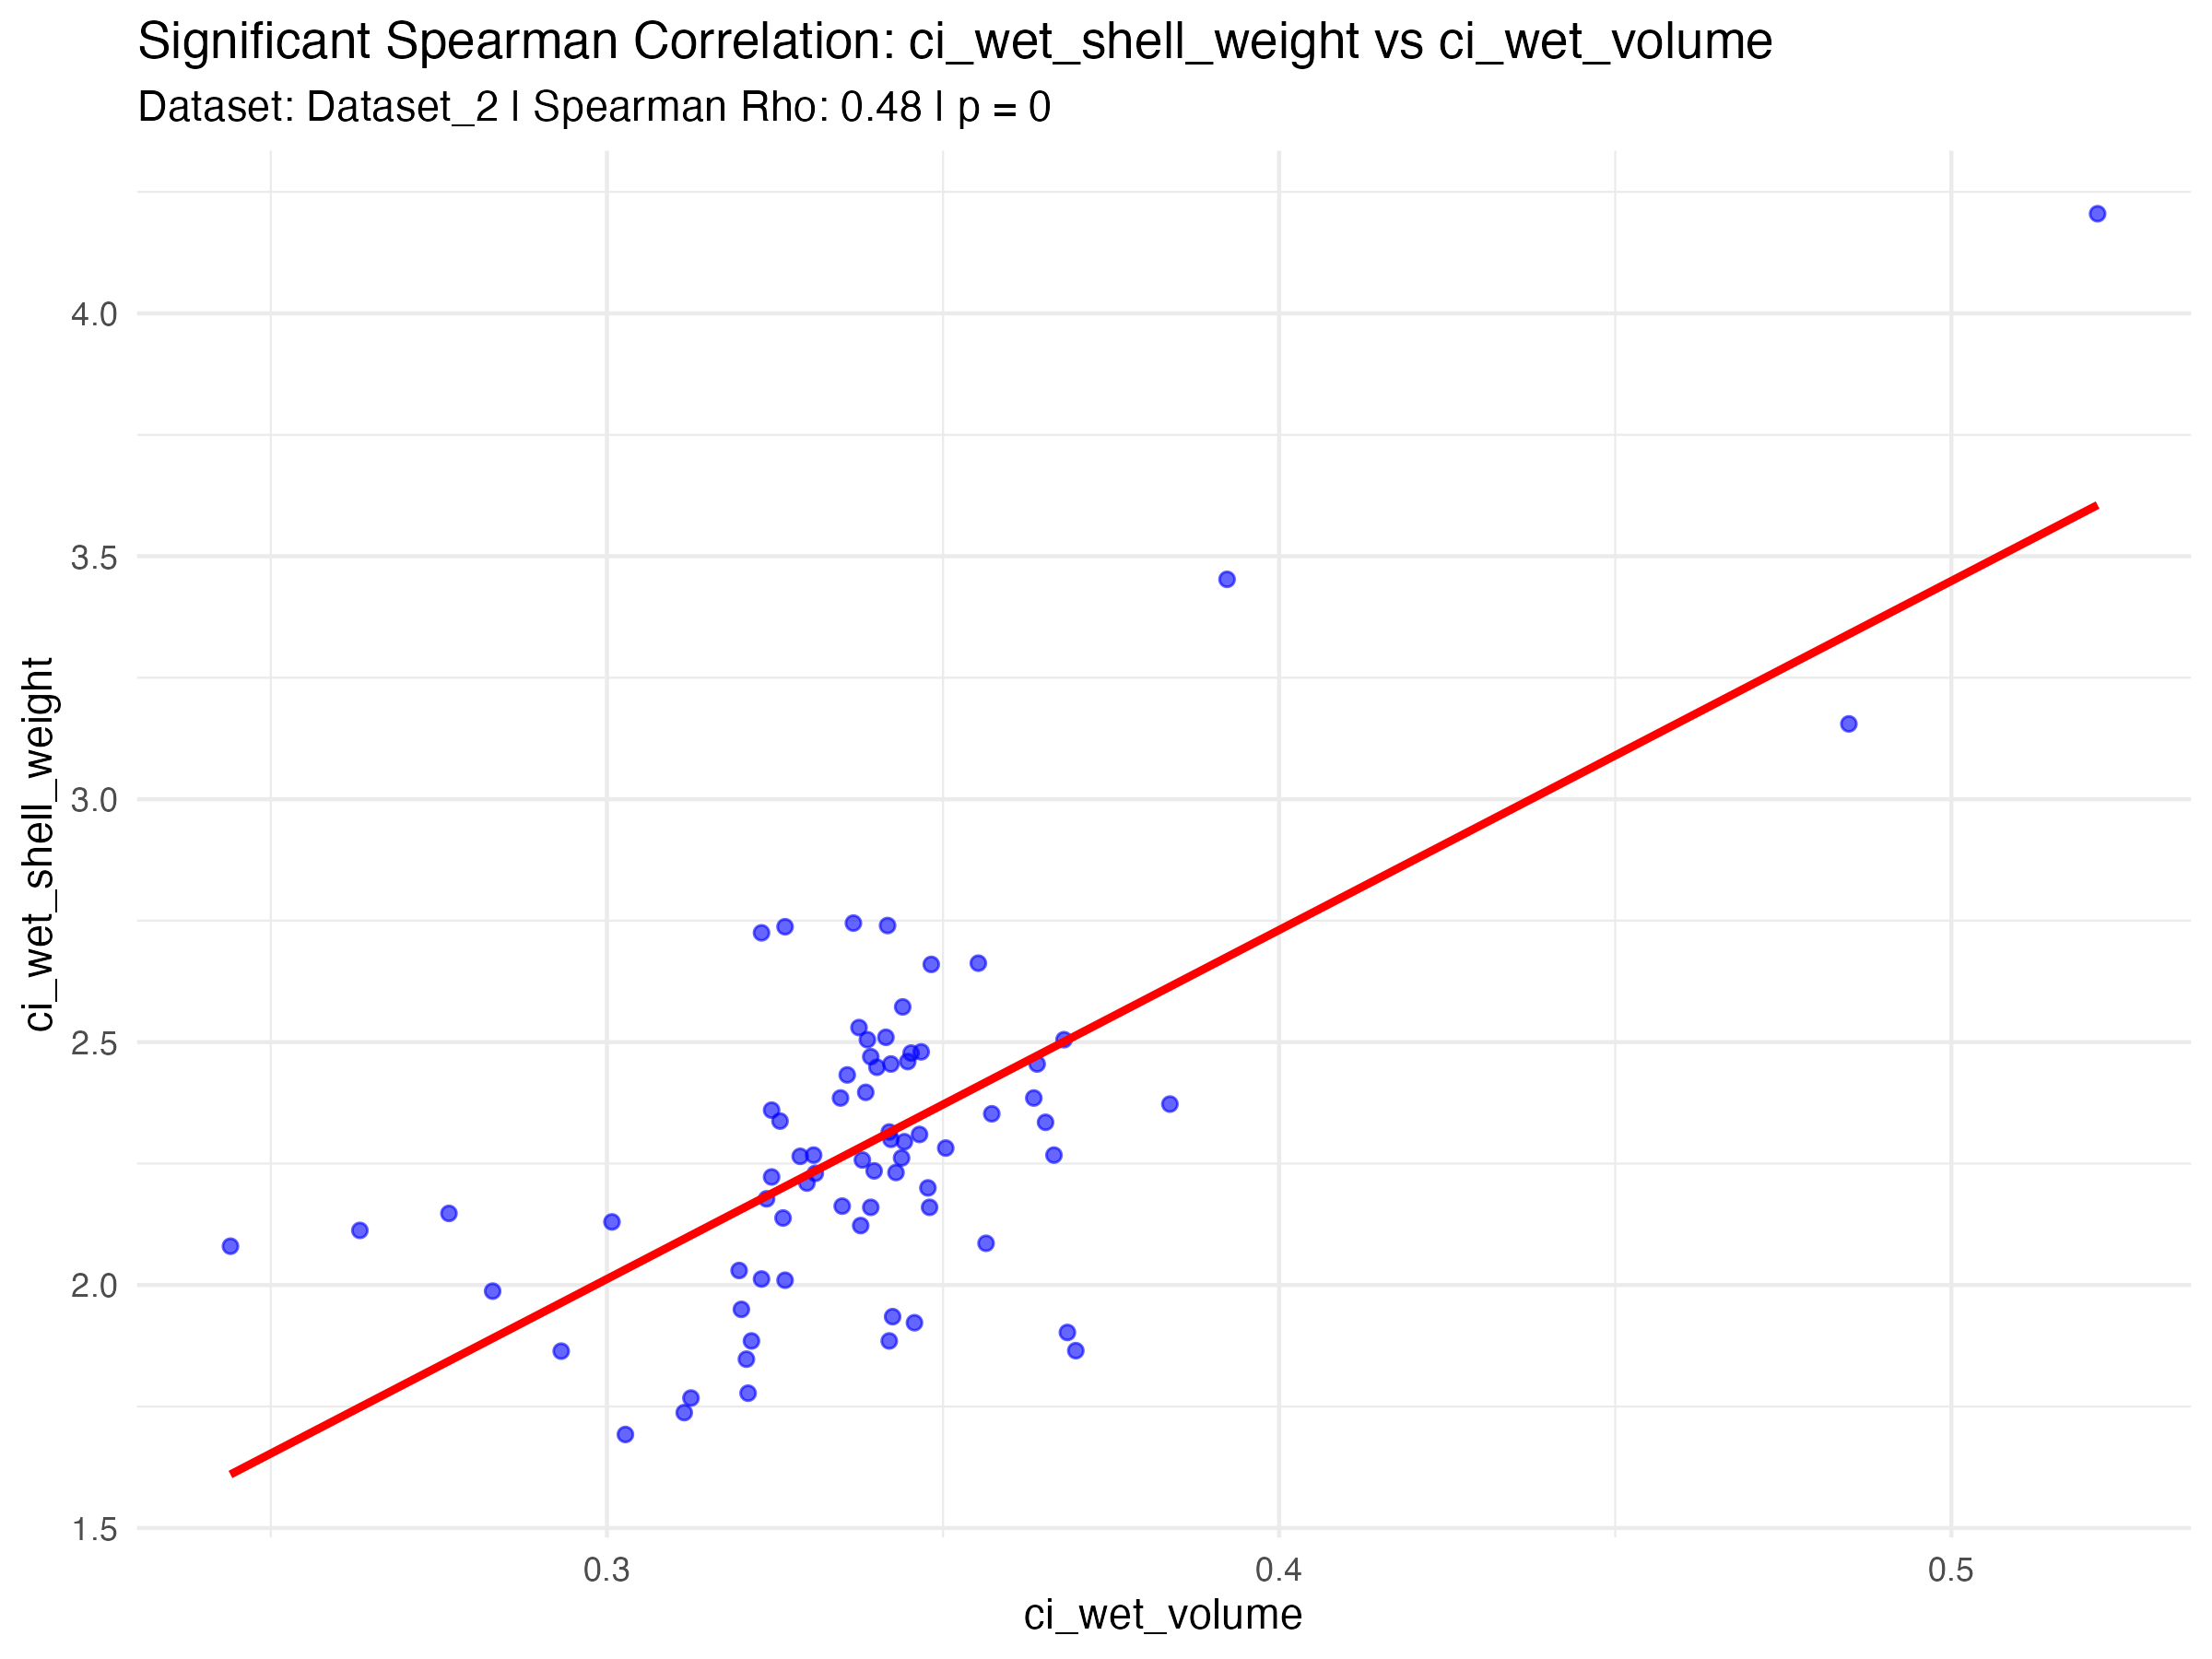 Significant Spearman Correlation: ci_wet_shell_weight vs ci_wet_volume
Dataset: Dataset_2 | Spearman Rho: 0.48 | p = 0
ci_wet_shell_weight
4.0
3.5
3.0
2.5
2.0
1.5
0.3
0.4
0.5
ci_wet_volume